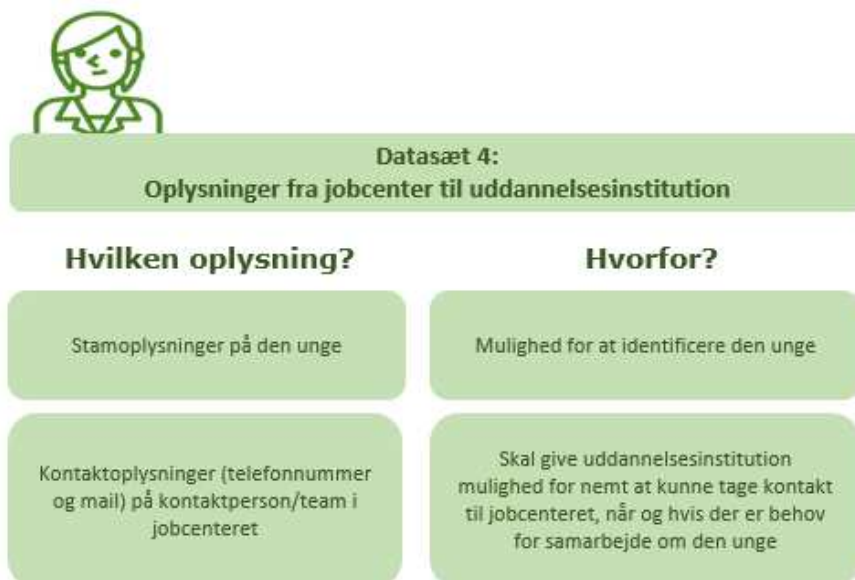 Datasæt 4:
Oplysninger fra jobcenter til uddannelsesinstitution
Hvilken oplysning?
Hvorfor?
Stamoplysninger på den unge
Mulighed for at identificere den unge
Kontaktoplysninger (telefonnummer
og mail) på kontaktperson/team i
jobcenteret
Skal give uddannelsesinstitution
mulighed for nemt at kunne tage kontakt
til jobcenteret, når og hvis der er behov
for samarbejde om den unge